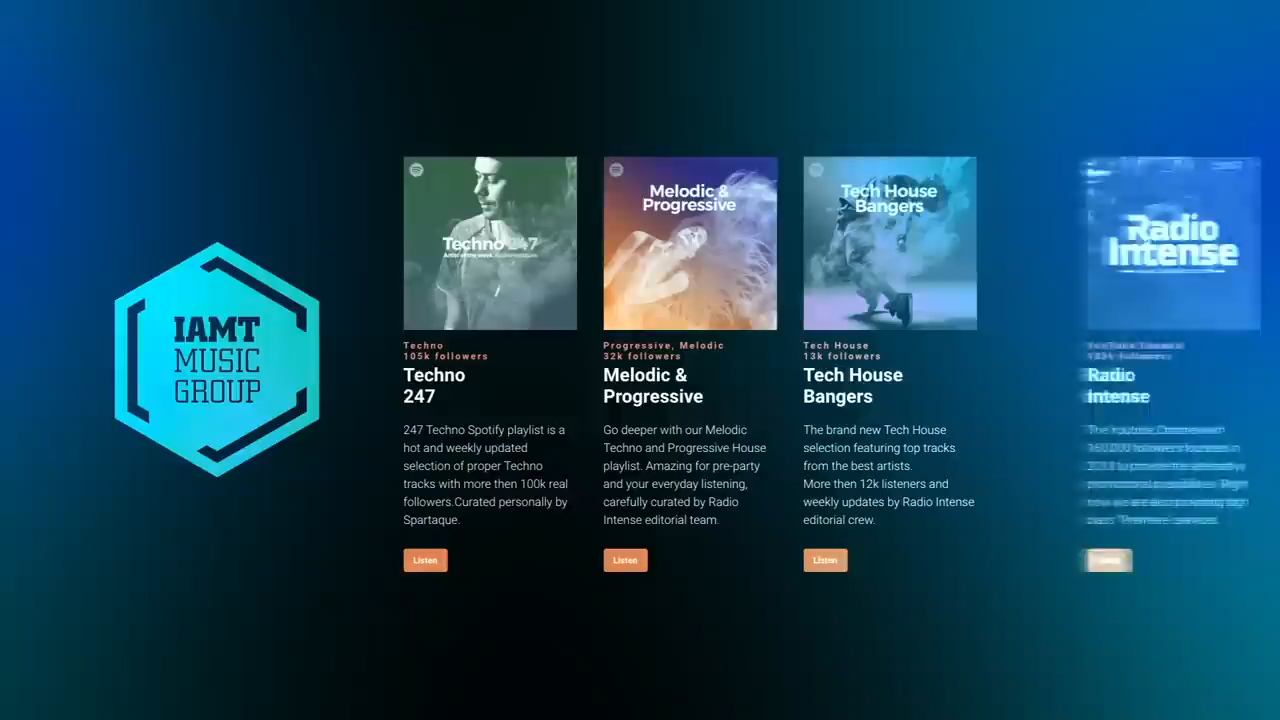 IAMT
MUSIC
GROUP
Techno 247
Artist of the week
Techno
105k followers
Techno
247
247 Techno Spotify playlist is a
hot and weekly updated
selection of proper Techno
tracks with more then 100k real
followers.Curated personally by
Spartaque.
Listen
Melodic &
Progressive
Progressive, Melodic
32k followers
Melodic &
Progressive
Go deeper with our Melodic
Techno and Progressive House
playlist. Amazing for pre-party
and your everyday listening,
carefully curated by Radio
Intense editorial team.
Listen
Tech House
Bangers
Tech House
13k followers
Tech House
Bangers
The brand new Tech House
selection featuring top tracks
from the best artists.
More then 12k listeners and
weekly updates by Radio Intense
editorial crew.
Listen
Radio
Intense
followers
Radio
Intense